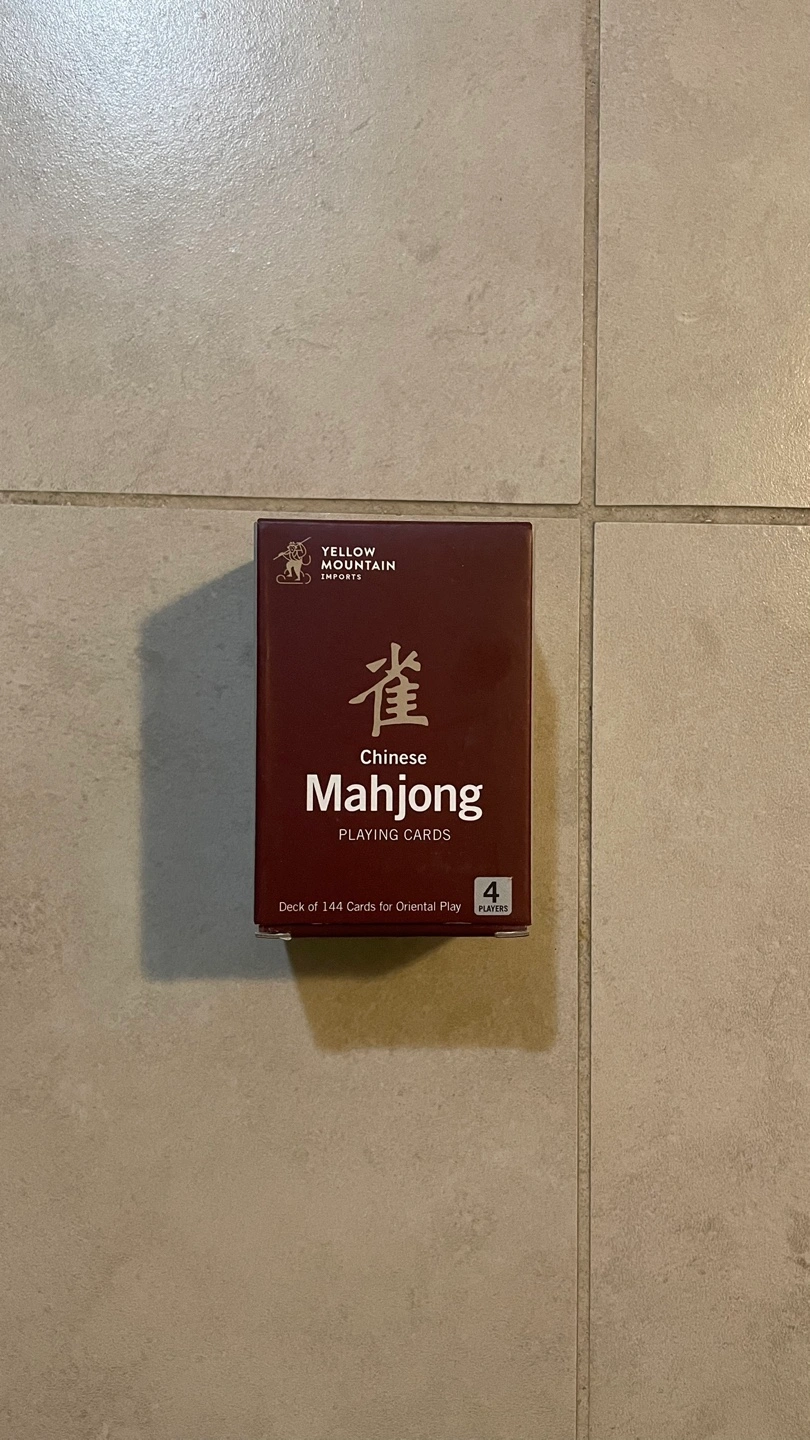 YELLOW
MOUNTAIN
IMPORTS
雀
Chinese
Mahjong
PLAYING CARDS
Deck of 144 Cards for Oriental Play
4
PLAYERS